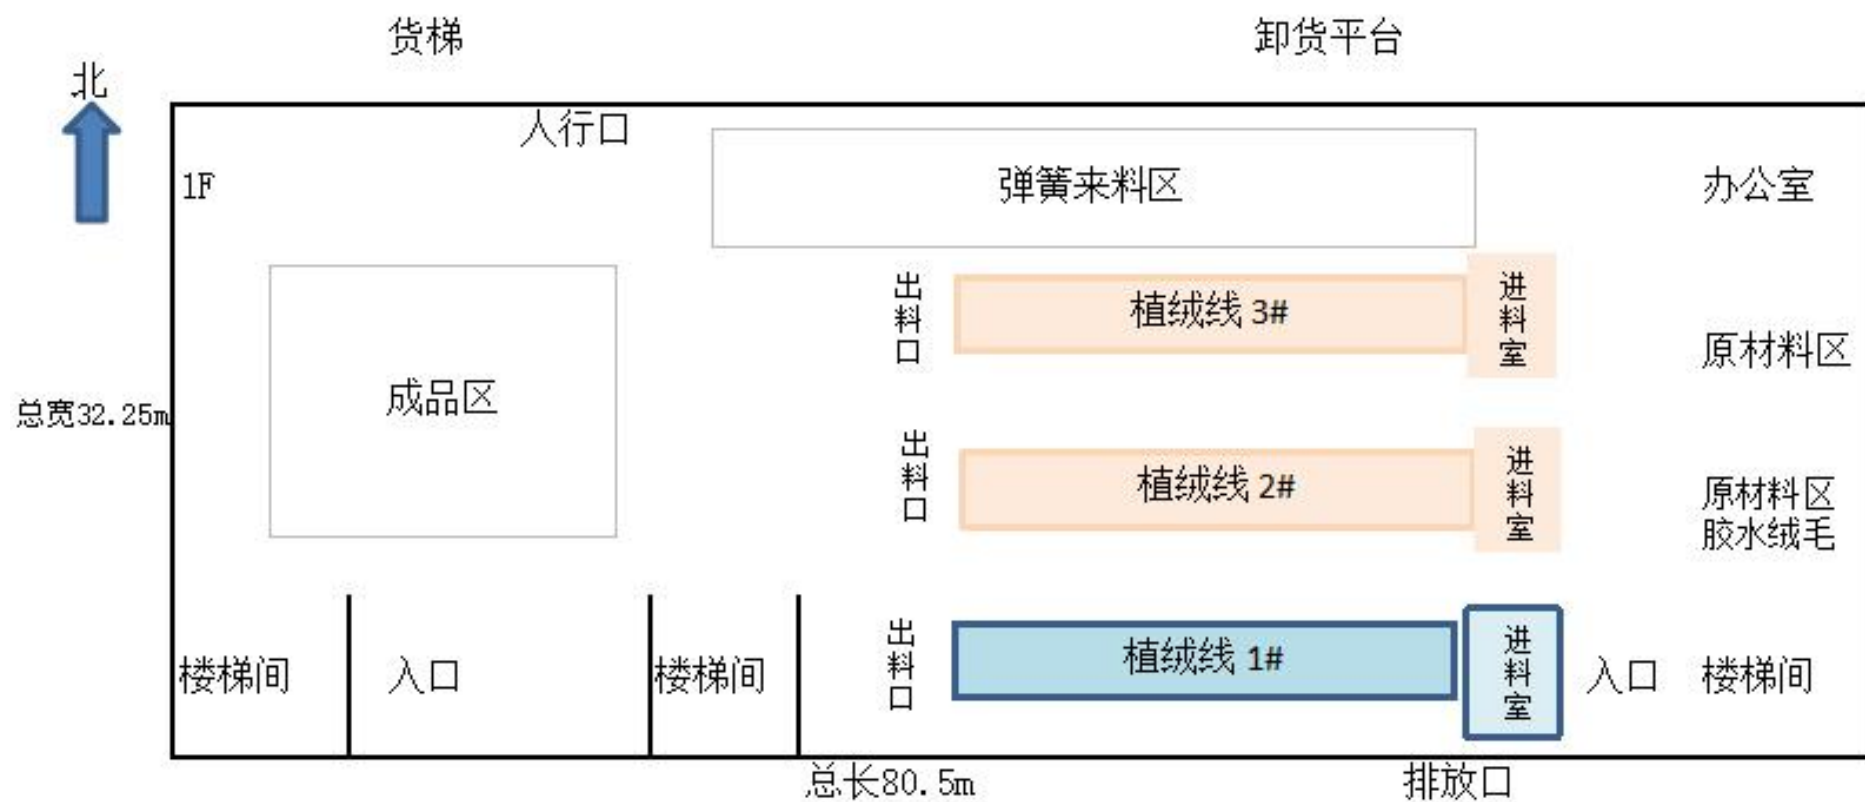 货梯
卸货平台
北
人行口
1F
弹簧来料区
办公室
出料口
植绒线 3#
进料室
原材料区
成品区
总宽32.25m
出料口
植绒线 2#
进料室
原材料区
胶水绒毛
楼梯间
入口
楼梯间
出料口
植绒线 1#
进料室
入口
楼梯间
总长80.5m
排放口